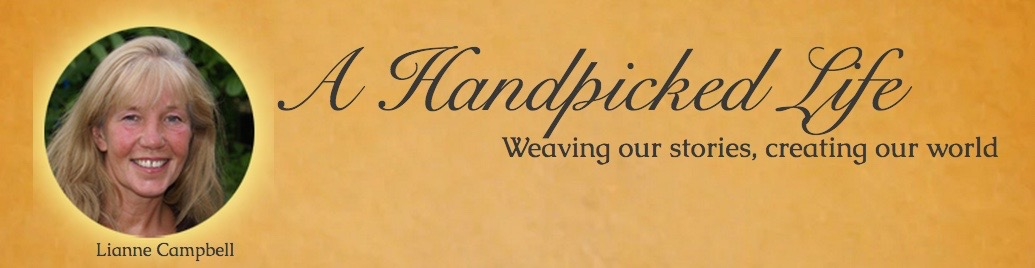 A Handpicked Life
Weaving our stories, creating our world
Lianne Campbell